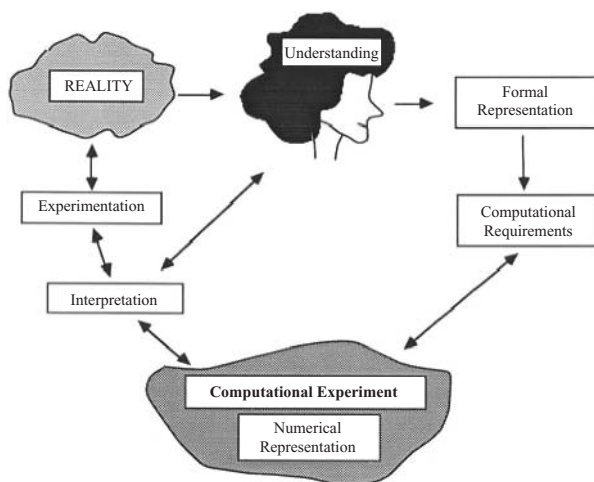 Understanding
REALITY
Formal
Representation
Experimentation
Computational
Requirements
Interpretation
Computational Experiment
Numerical
Representation